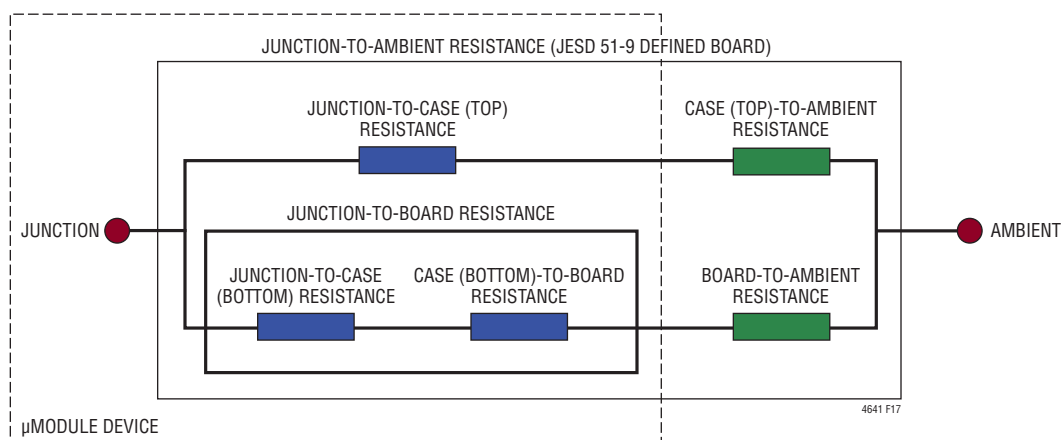 JUNCTION-TO-AMBIENT RESISTANCE (JESD 51-9 DEFINED BOARD)
JUNCTION-TO-CASE (TOP)
RESISTANCE
CASE (TOP)-TO-AMBIENT
RESISTANCE
JUNCTION-TO-BOARD RESISTANCE
JUNCTION
AMBIENT
JUNCTION-TO-CASE
(BOTTOM) RESISTANCE
CASE (BOTTOM)-TO-BOARD
RESISTANCE
BOARD-TO-AMBIENT
RESISTANCE
4641 F17
µMODULE DEVICE